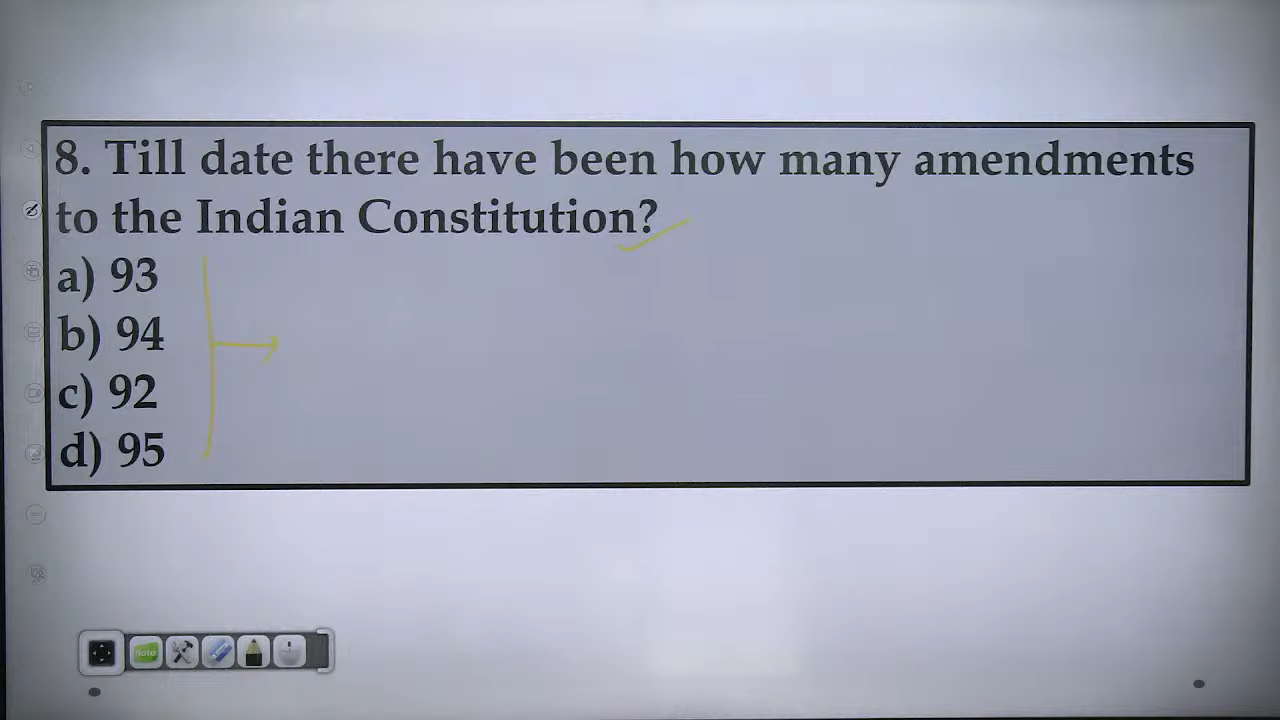 8. Till date there have been how many amendments
to the Indian Constitution?
a) 93
b) 94
c) 92
d) 95